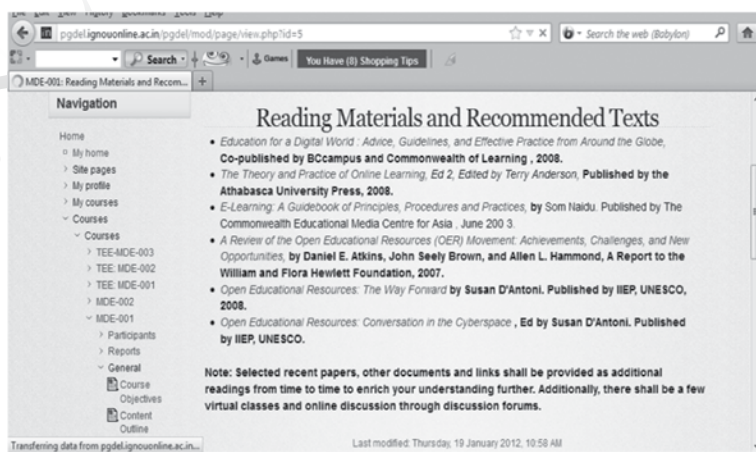 File Edit View History Bookmarks Tools Help
pgdel.ignouonline.ac.in/pgdel/mod/page/view.php?id=5
Search the web (Babylon)
Search
Games
You Have (8) Shopping Tips
MDE-001: Reading Materials and Recom...
Navigation
Home
My home
Site pages
My profile
My courses
Courses
Courses
TEE-MDE-003
TEE: MDE-002
TEE: MDE-001
MDE-002
MDE-001
Participants
Reports
General
Course
Objectives
Content
Outline
Transferring data from pgdel.ignouonline.ac.in...
Reading Materials and Recommended Texts
• Education for a Digital World : Advice, Guidelines, and Effective Practice from Around the Globe,
Co-published by BCcampus and Commonwealth of Learning , 2008.
• The Theory and Practice of Online Learning, Ed 2, Edited by Terry Anderson, Published by the
Athabasca University Press, 2008.
• E-Learning: A Guidebook of Principles, Procedures and Practices, by Som Naidu. Published by The
Commonwealth Educational Media Centre for Asia , June 200 3.
• A Review of the Open Educational Resources (OER) Movement: Achievements, Challenges, and New
Opportunities, by Daniel E. Atkins, John Seely Brown, and Allen L. Hammond, A Report to the
William and Flora Hewlett Foundation, 2007.
• Open Educational Resources: The Way Forward by Susan D'Antoni. Published by IIEP, UNESCO,
2008.
• Open Educational Resources: Conversation in the Cyberspace , Ed by Susan D'Antoni. Published
by IIEP, UNESCO.
Note: Selected recent papers, other documents and links shall be provided as additional
readings from time to time to enrich your understanding further. Additionally, there shall be a few
virtual classes and online discussion through discussion forums.
Last modified: Thursday, 19 January 2012, 10:58 AM